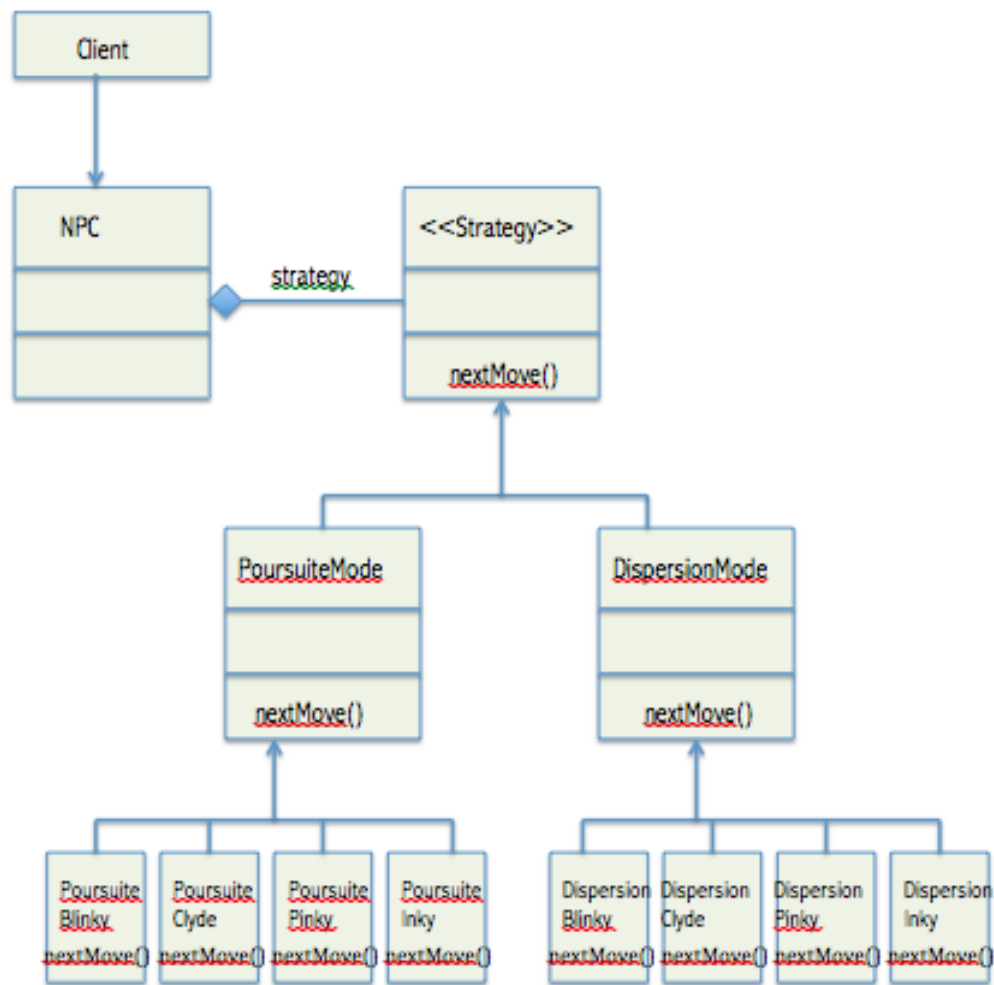 Client
NPC
<<Strategy>>
strategy
nextMove()
PoursuiteMode
DispersionMode
nextMove()
nextMove()
Poursuite
Blinky
nextMove()
Poursuite
Clyde
nextMove()
Poursuite
Pinky
nextMove()
Poursuite
Inky
nextMove()
Dispersion
Blinky
nextMove()
Dispersion
Clyde
nextMove()
Dispersion
Pinky
nextMove()
Dispersion
Inky
nextMove()